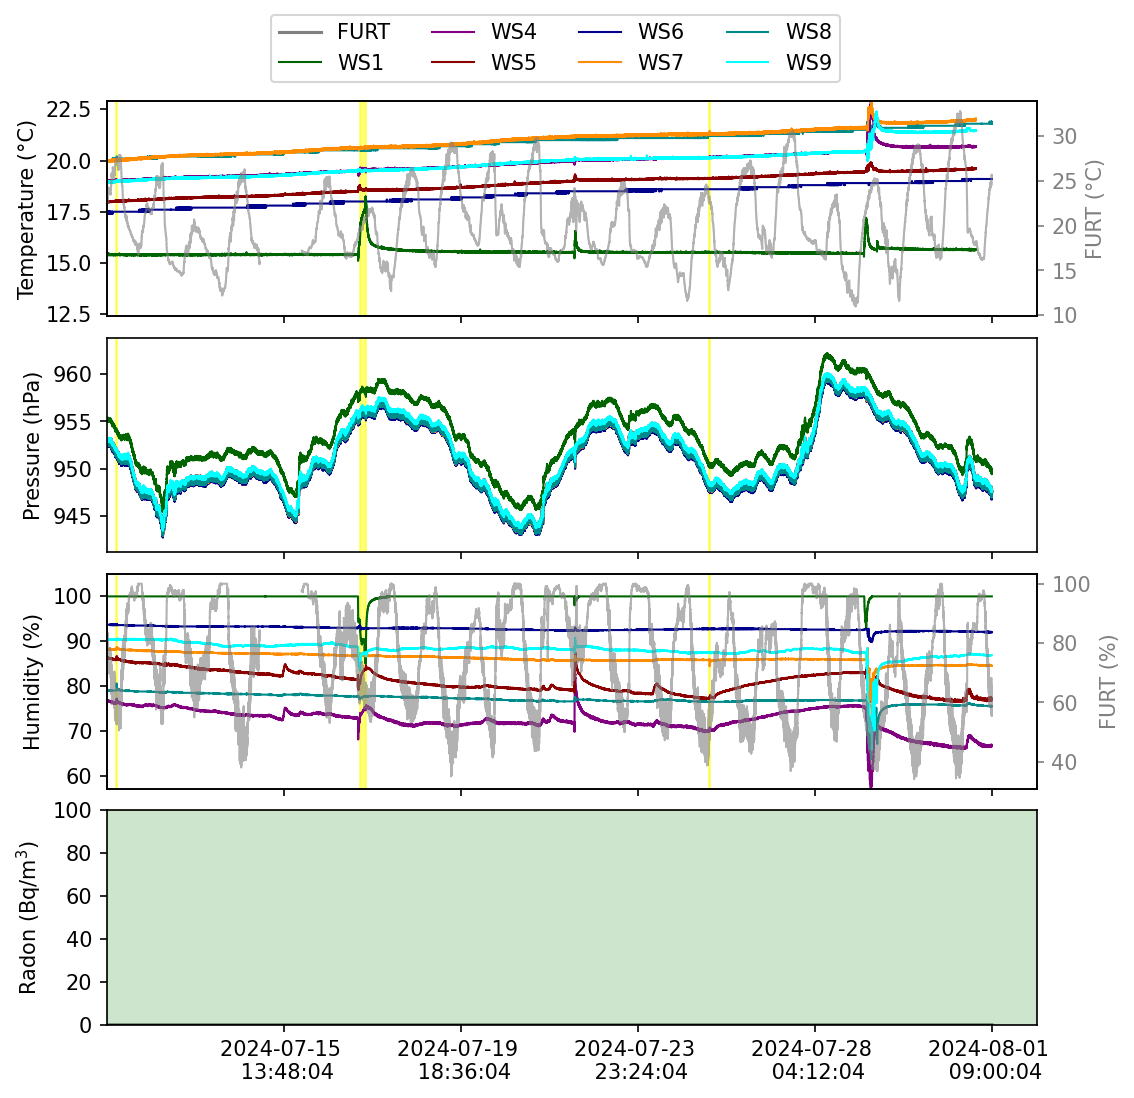 FURT WS4 WS6 WS8
WS1 WS5 WS7 WS9
Temperature (°C)
22.5
20.0
17.5
15.0
12.5
30
25
20
15
10
FURT (°C)
Pressure (hPa)
960
955
950
945
Humidity (%)
100
90
80
70
60
100
80
60
40
FURT (%)
Radon (Bq/m³)
100
80
60
40
20
0
2024-07-15 2024-07-19 2024-07-23 2024-07-28 2024-08-01
13:48:04 18:36:04 23:24:04 04:12:04 09:00:04